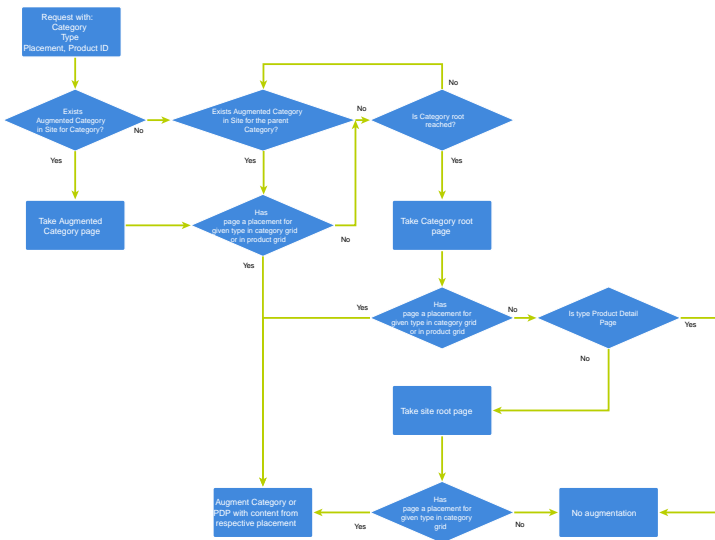 Request with:
Category
Type
Placement, Product ID
No
Exists
Augmented Category
in Site for Category?
No
Exists Augmented Category
in Site for the parent
Category?
No
Is Category root
reached?
Yes
Yes
Yes
Take Augmented
Category page
Has
page a placement for
given type in category grid
or in product grid
No
Take Category root
page
Yes
Yes
Has
page a placement for
given type in category grid
or in product grid
No
Is type Product Detail
Page
Yes
No
Take site root page
Augment Category or
PDP with content from
respective placement
Yes
Has
page a placement for
given type in category
grid
No
No augmentation